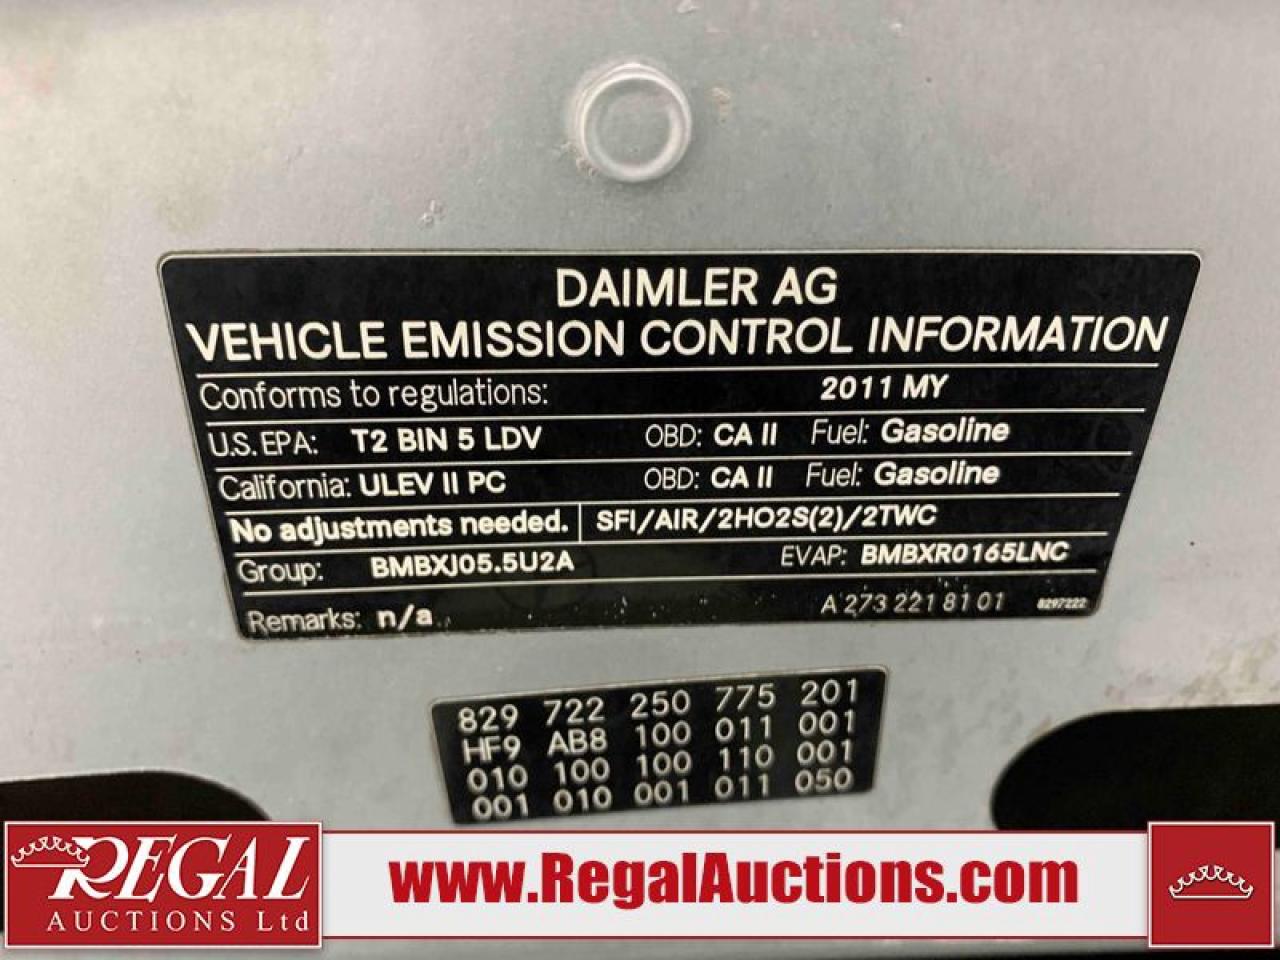 DAIMLER AG
VEHICLE EMISSION CONTROL INFORMATION
Conforms to regulations: 2011 MY
U.S. EPA: T2 BIN 5 LDV OBD: CA II Fuel: Gasoline
California: ULEV II PC OBD: CA II Fuel: Gasoline
No adjustments needed. SFI/AIR/2HO2S(2)/2TWC
Group: BMBXJ05.5U2A EVAP: BMBXR0165LNC
Remarks: n/a A 273 221 81 01 8297222
829 722 250 775 201
HF9 AB8 100 011 001
010 100 100 110 001
001 010 001 011 050
REGAL
AUCTIONS Ltd
www.RegalAuctions.com